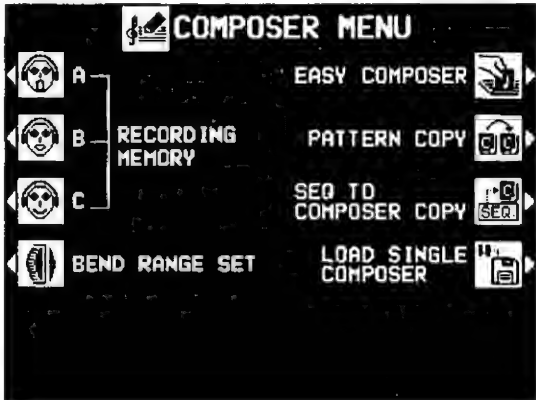 COMPOSER MENU
A
B
C
RECORDING
MEMORY
BEND RANGE SET
EASY COMPOSER
PATTERN COPY
SEQ TO
COMPOSER COPY
SEQ.
LOAD SINGLE
COMPOSER